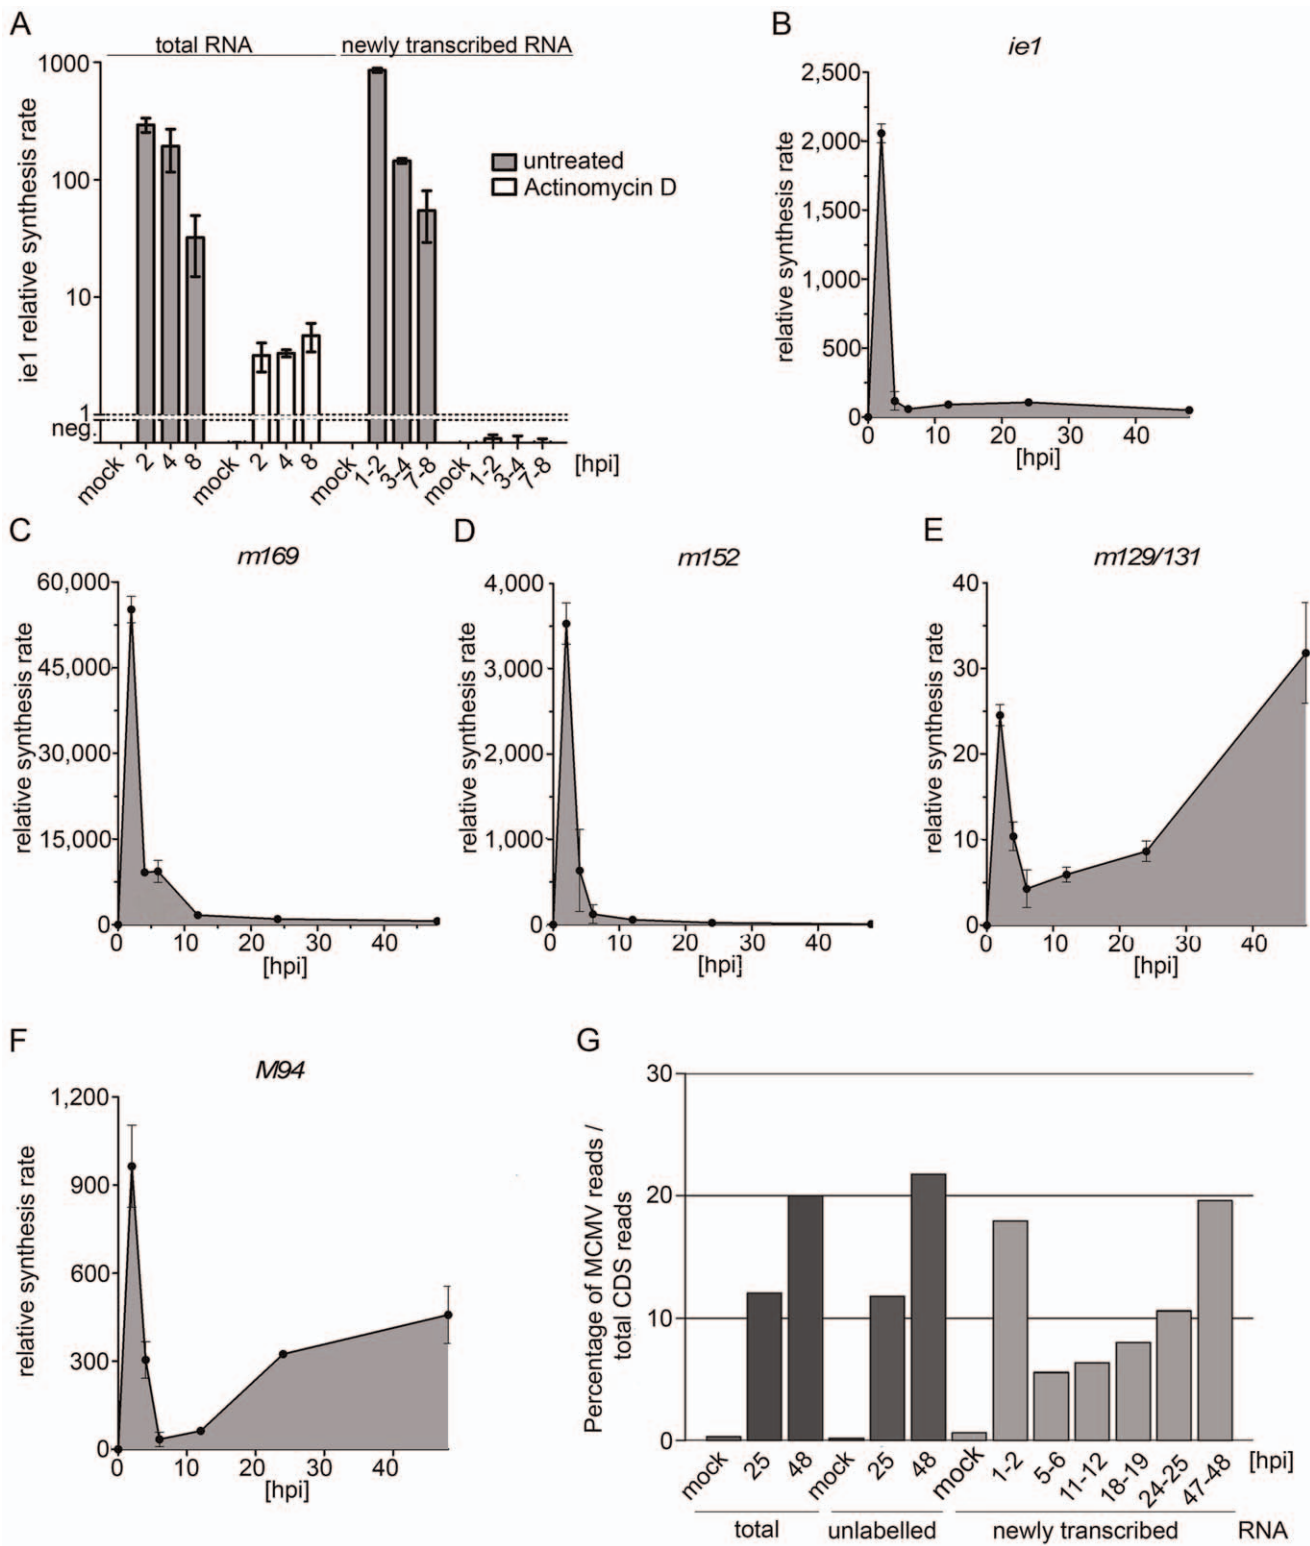 A
total RNA newly transcribed RNA
ie1 relative synthesis rate
1000
100
10
1
neg.
untreated
Actinomycin D
mock 2 4 8 mock 2 4 8 mock 1-2 3-4 7-8 mock 1-2 3-4 7-8 [hpi]
B
ie1
relative synthesis rate
2,500
2,000
1,500
1,000
500
0
0 10 20 30 40
[hpi]
C
m169
relative synthesis rate
60,000
45,000
30,000
15,000
0
0 10 20 30 40
[hpi]
D
m152
relative synthesis rate
4,000
3,000
2,000
1,000
0
0 10 20 30 40
[hpi]
E
m129/131
relative synthesis rate
40
30
20
10
0
0 10 20 30 40
[hpi]
F
M94
relative synthesis rate
1,200
900
600
300
0
0 10 20 30 40
[hpi]
G
Percentage of MCMV reads /
total CDS reads
30
20
10
0
mock 25 48 mock 25 48 mock 1-2 5-6 11-12 18-19 24-25 47-48 [hpi]
total unlabelled newly transcribed RNA